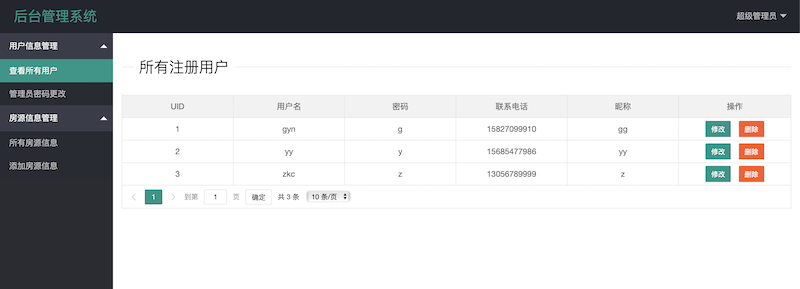 后台管理系统
超级管理员
用户信息管理
查看所有用户
管理员密码更改
房源信息管理
所有房源信息
添加房源信息
所有注册用户
UID 用户名 密码 联系电话 昵称 操作
1 gyn g 15827099910 gg 修改 删除
2 yy y 15685477986 yy 修改 删除
3 zkc z 13056789999 z 修改 删除
1 到第 1 页 确定 共 3 条 10 条/页